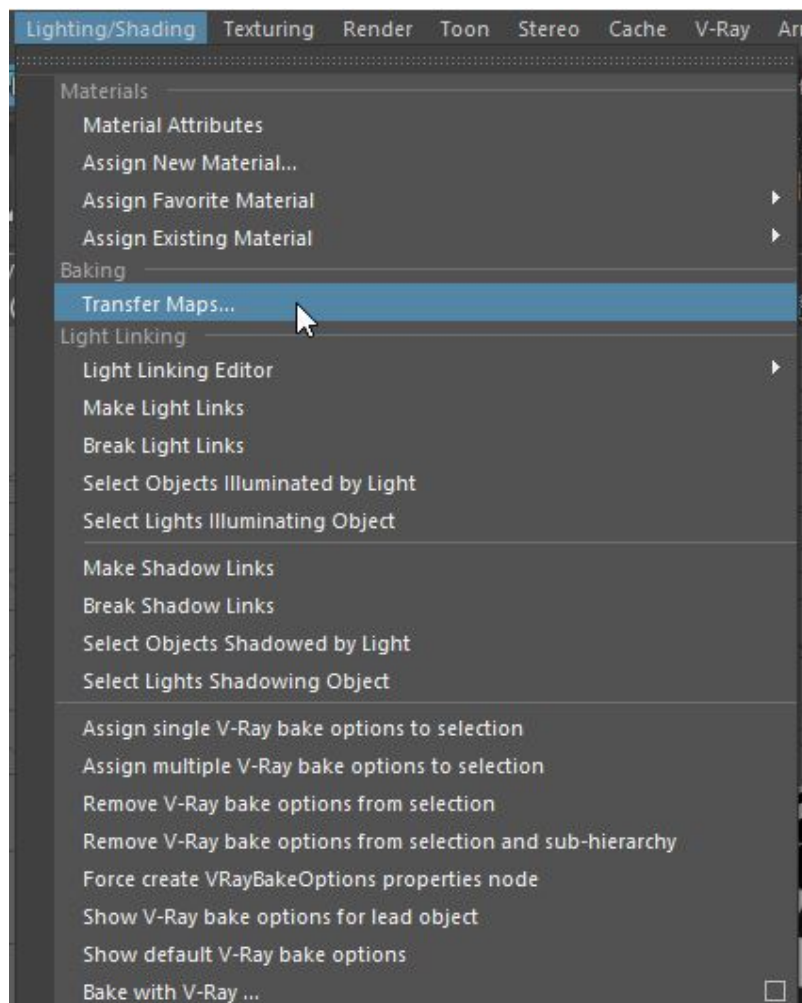 Lighting/Shading Texturing Render Toon Stereo Cache V-Ray
Materials
Material Attributes
Assign New Material...
Assign Favorite Material
Assign Existing Material
Baking
Transfer Maps...
Light Linking
Light Linking Editor
Make Light Links
Break Light Links
Select Objects Illuminated by Light
Select Lights Illuminating Object
Make Shadow Links
Break Shadow Links
Select Objects Shadowed by Light
Select Lights Shadowing Object
Assign single V-Ray bake options to selection
Assign multiple V-Ray bake options to selection
Remove V-Ray bake options from selection
Remove V-Ray bake options from selection and sub-hierarchy
Force create VRayBakeOptions properties node
Show V-Ray bake options for lead object
Show default V-Ray bake options
Bake with V-Ray ...